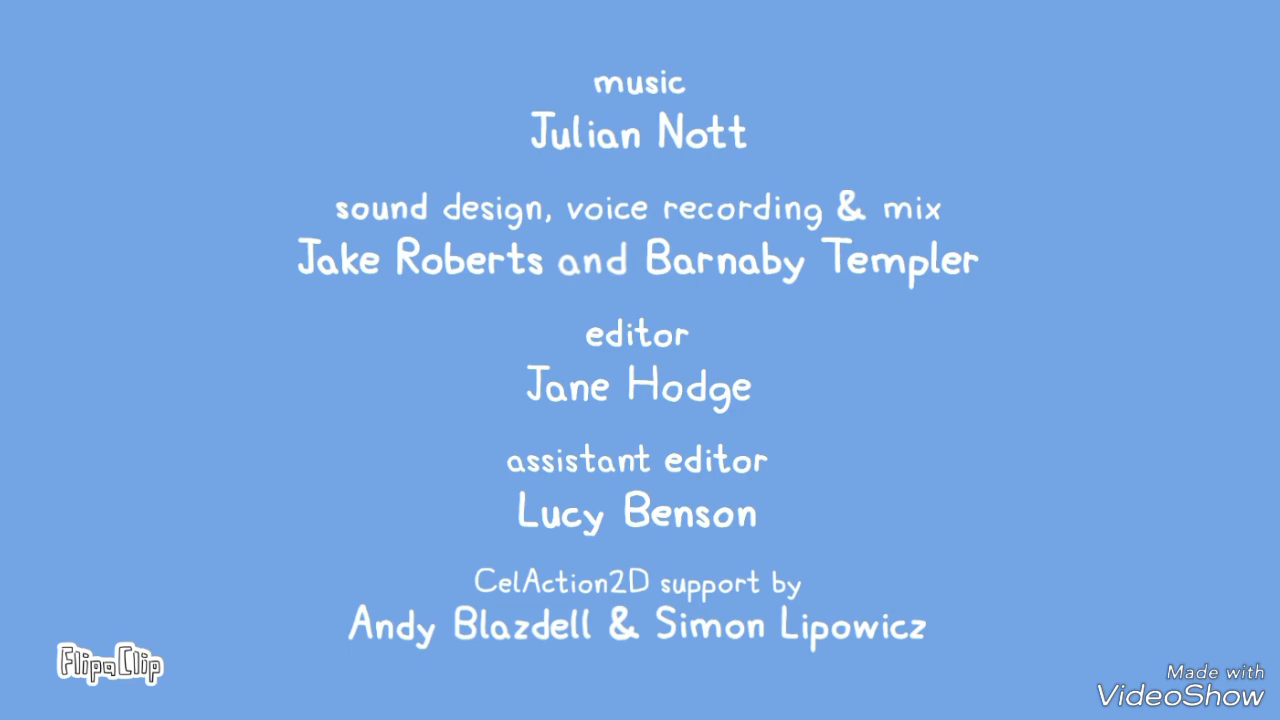 music
Julian Nott
sound design, voice recording & mix
Jake Roberts and Barnaby Templer
editor
Jane Hodge
assistant editor
Lucy Benson
CelAction2D support by
Andy Blazdell & Simon Lipowicz
FlipaClip
Made with
VideoShow